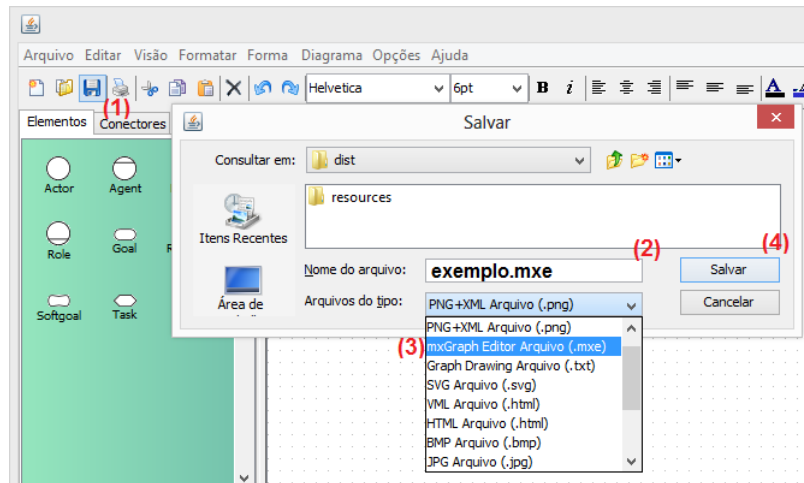 Arquivo Editar Visão Formatar Forma Diagrama Opções Ajuda
Helvetica 6pt B i A
(1)
Elementos Conectores
Salvar
Consultar em: dist
Actor Agent
resources
Itens Recentes
Role Goal
(2) (4)
Nome do arquivo: exemplo.mxe Salvar
Área de
Arquivos do tipo: PNG+XML Arquivo (.png) Cancelar
Softgoal Task
PNG+XML Arquivo (.png)
(3) mxGraph Editor Arquivo (.mxe)
Graph Drawing Arquivo (.txt)
SVG Arquivo (.svg)
VML Arquivo (.html)
HTML Arquivo (.html)
BMP Arquivo (.bmp)
JPG Arquivo (.jpg)